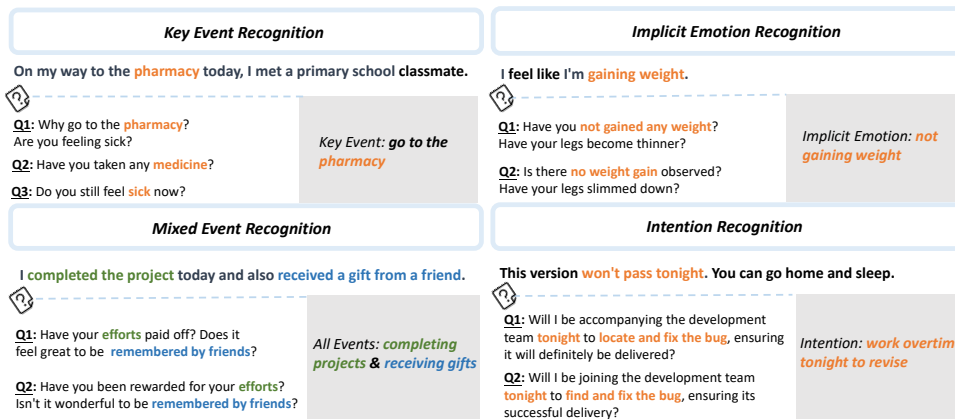 Key Event Recognition
On my way to the pharmacy today, I met a primary school classmate.
Q1: Why go to the pharmacy?
Are you feeling sick?
Q2: Have you taken any medicine?
Q3: Do you still feel sick now?
Key Event: go to the
pharmacy
Implicit Emotion Recognition
I feel like I'm gaining weight.
Q1: Have you not gained any weight?
Have your legs become thinner?
Q2: Is there no weight gain observed?
Have your legs slimmed down?
Implicit Emotion: not
gaining weight
Mixed Event Recognition
I completed the project today and also received a gift from a friend.
Q1: Have your efforts paid off? Does it
feel great to be remembered by friends?
Q2: Have you been rewarded for your efforts?
Isn't it wonderful to be remembered by friends?
All Events: completing
projects & receiving gifts
Intention Recognition
This version won't pass tonight. You can go home and sleep.
Q1: Will I be accompanying the development
team tonight to locate and fix the bug, ensuring
it will definitely be delivered?
Q2: Will I be joining the development team
tonight to find and fix the bug, ensuring its
successful delivery?
Intention: work overtim
tonight to revise